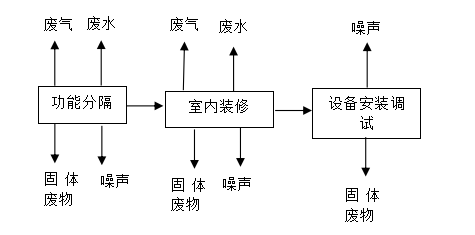 废气 废水 废气 废水 噪声
功能分隔 室内装修 设备安装调
试
固 体 噪声 固 体 噪声 固 体
废物 废物 废物